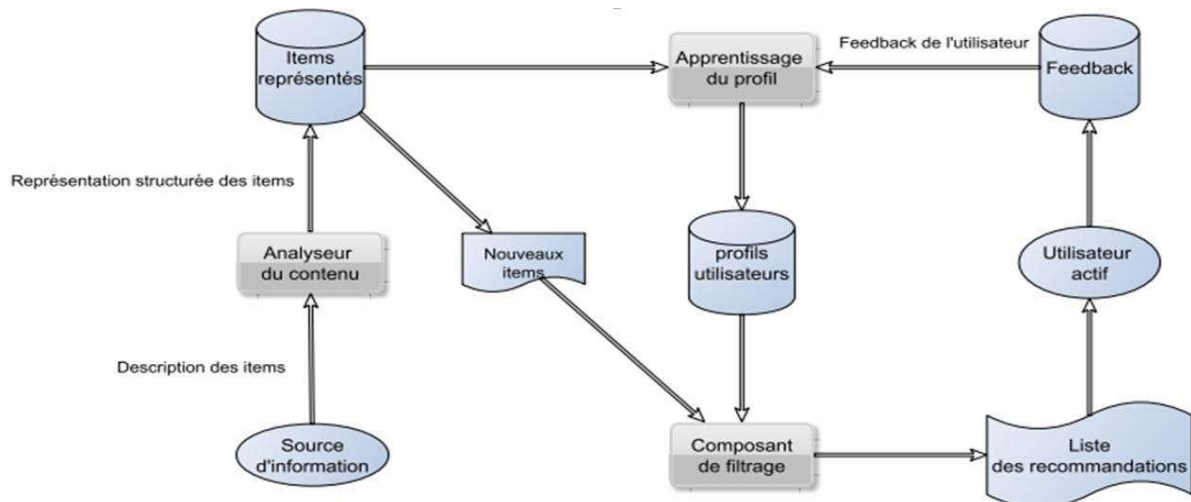 Items
représentés
Apprentissage
du profil
Feedback de l'utilisateur
Feedback
Représentation structurée des items
Analyseur
du contenu
Nouveaux
items
profils
utilisateurs
Utilisateur
actif
Description des items
Source
d'information
Composant
de filtrage
Liste
des recommandations